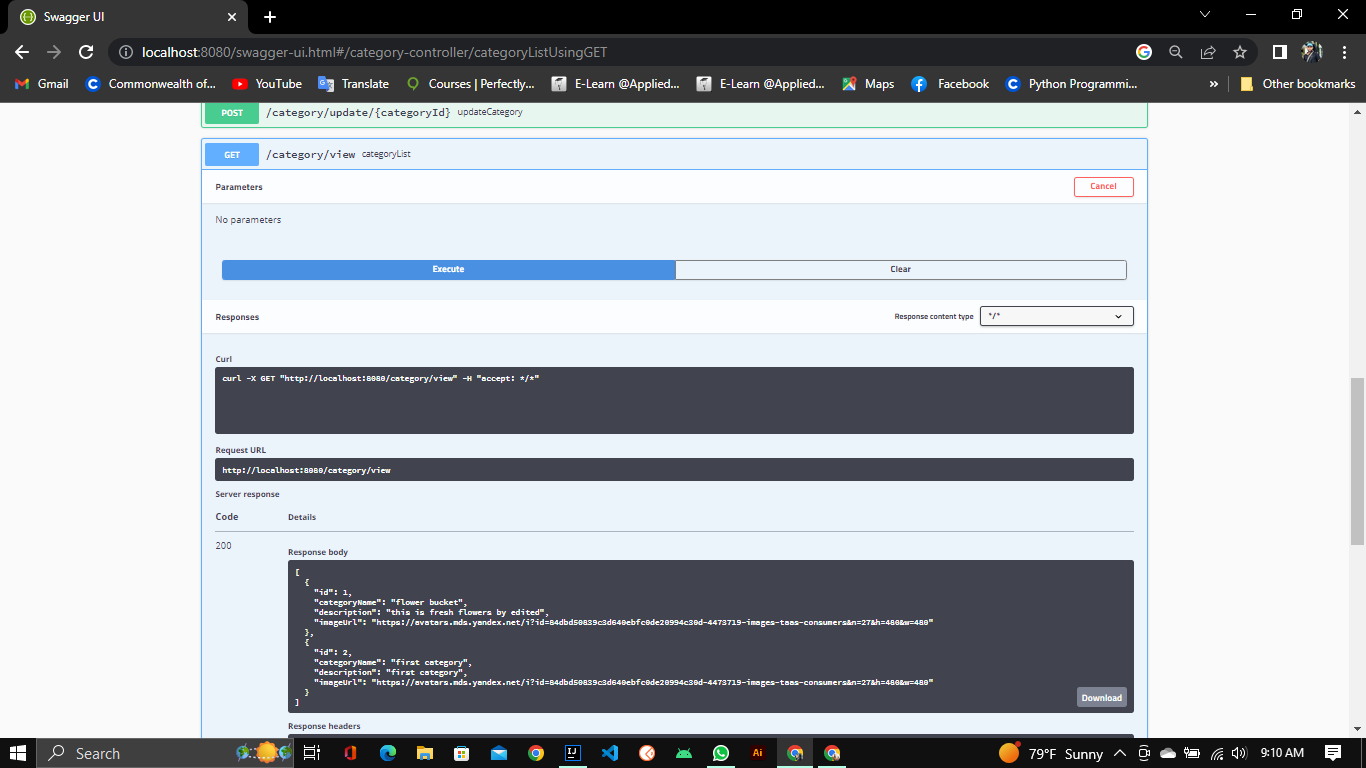 Swagger UI
localhost:8080/swagger-ui.html#/category-controller/categoryListUsingGET
Gmail
Commonwealth of...
YouTube
Translate
Courses | Perfectly...
E-Learn @Applied...
E-Learn @Applied...
Maps
Facebook
Python Programmi...
»
Other bookmarks
POST /category/update/{categoryId} updateCategory
GET /category/view categoryList
Parameters
Cancel
No parameters
Execute
Clear
Responses
Response content type
*/*
Curl
curl -X GET "http://localhost:8080/category/view" -H "accept: */*"
Request URL
http://localhost:8080/category/view
Server response
Code Details
200
Response body
[
{
"id": 1,
"categoryName": "flower bucket",
"description": "this is fresh flowers by edited",
"imageUrl": "https://avatars.mds.yandex.net/i?id=84dbd50839c3d640ebfc0de20994c30d-4473719-images-taas-consumers&n=27&h=480&w=480"
},
{
"id": 2,
"categoryName": "first category",
"description": "first category",
"imageUrl": "https://avatars.mds.yandex.net/i?id=84dbd50839c3d640ebfc0de20994c30d-4473719-images-taas-consumers&n=27&h=480&w=480"
}
]
Download
Response headers
Search
Ai
79°F Sunny
9:10 AM